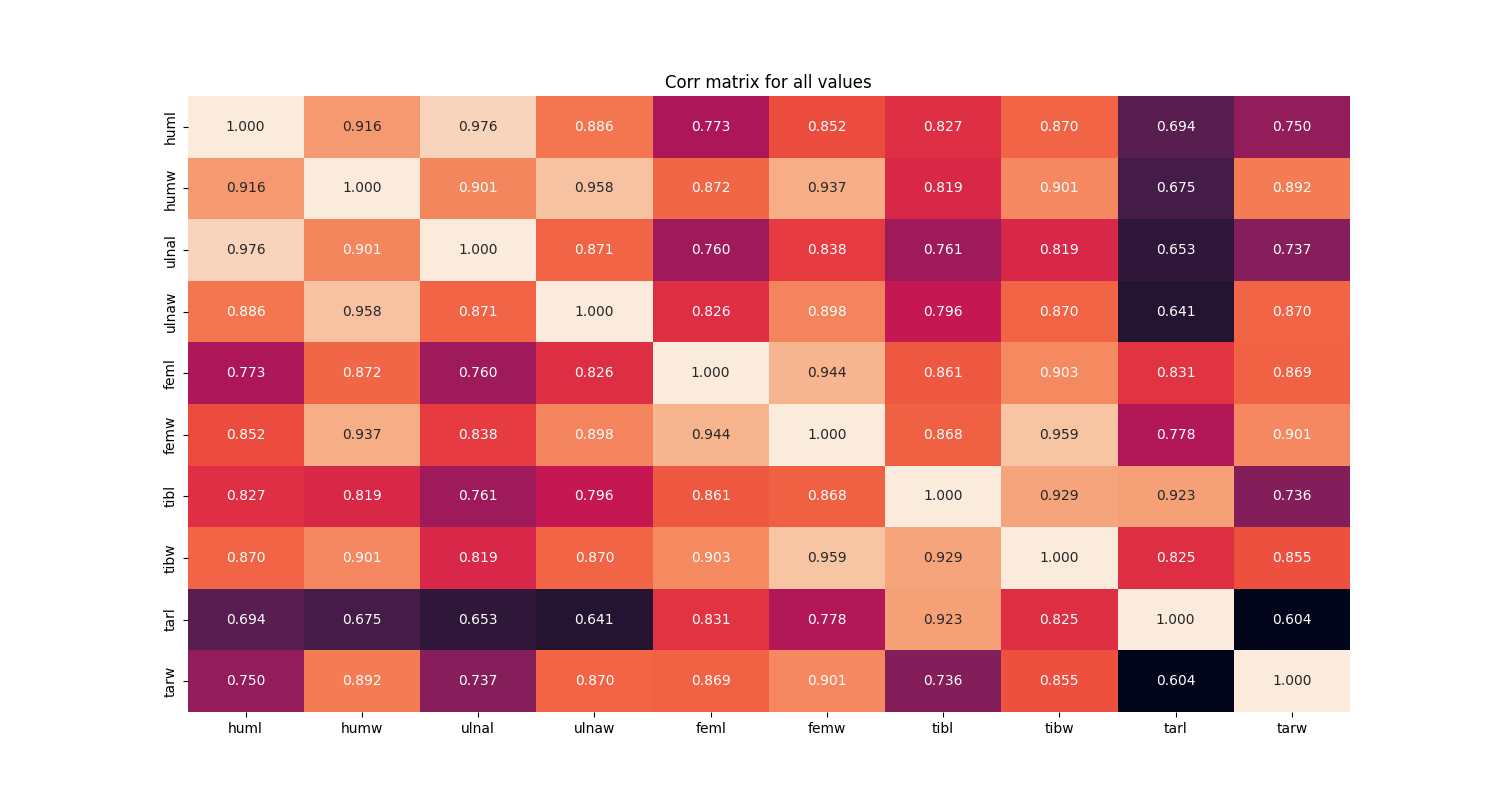 Corr matrix for all values
huml 1.000 0.916 0.976 0.886 0.773 0.852 0.827 0.870 0.694 0.750
humw 0.916 1.000 0.901 0.958 0.872 0.937 0.819 0.901 0.675 0.892
ulnal 0.976 0.901 1.000 0.871 0.760 0.838 0.761 0.819 0.653 0.737
ulnaw 0.886 0.958 0.871 1.000 0.826 0.898 0.796 0.870 0.641 0.870
feml 0.773 0.872 0.760 0.826 1.000 0.944 0.861 0.903 0.831 0.869
femw 0.852 0.937 0.838 0.898 0.944 1.000 0.868 0.959 0.778 0.901
tibl 0.827 0.819 0.761 0.796 0.861 0.868 1.000 0.929 0.923 0.736
tibw 0.870 0.901 0.819 0.870 0.903 0.959 0.929 1.000 0.825 0.855
tarl 0.694 0.675 0.653 0.641 0.831 0.778 0.923 0.825 1.000 0.604
tarw 0.750 0.892 0.737 0.870 0.869 0.901 0.736 0.855 0.604 1.000
huml humw ulnal ulnaw feml femw tibl tibw tarl tarw